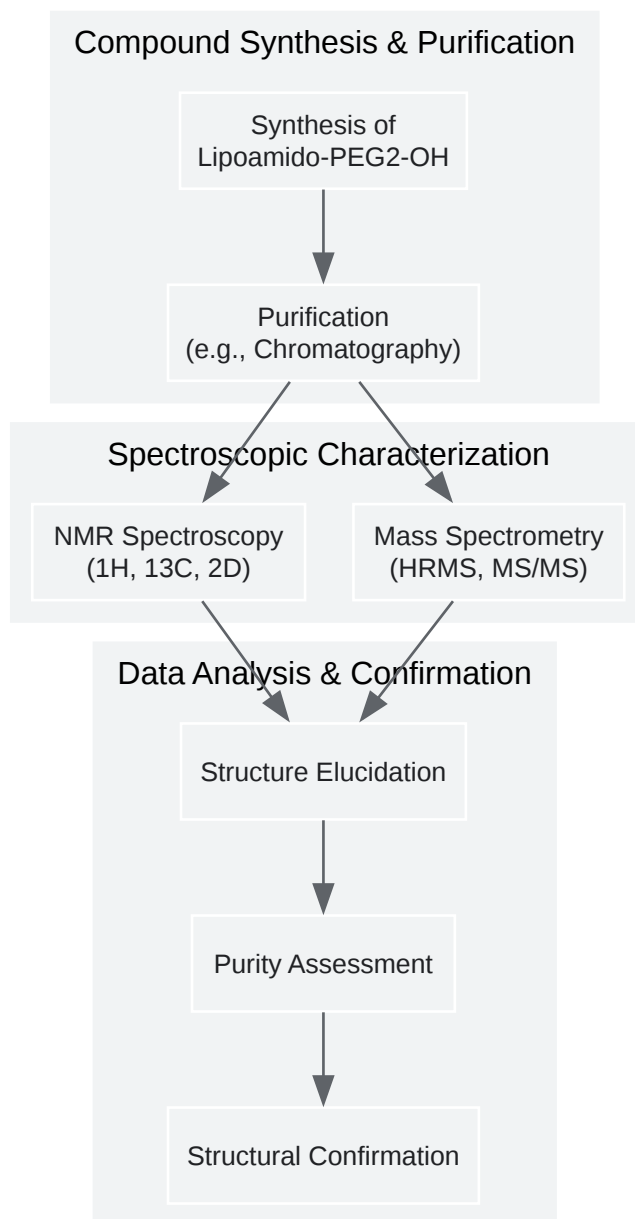 Compound Synthesis & Purification
Synthesis of
Lipoamido-PEG2-OH
Purification
(e.g., Chromatography)
Spectroscopic Characterization
NMR Spectroscopy
(1H, 13C, 2D)
Mass Spectrometry
(HRMS, MS/MS)
Data Analysis & Confirmation
Structure Elucidation
Purity Assessment
Structural Confirmation